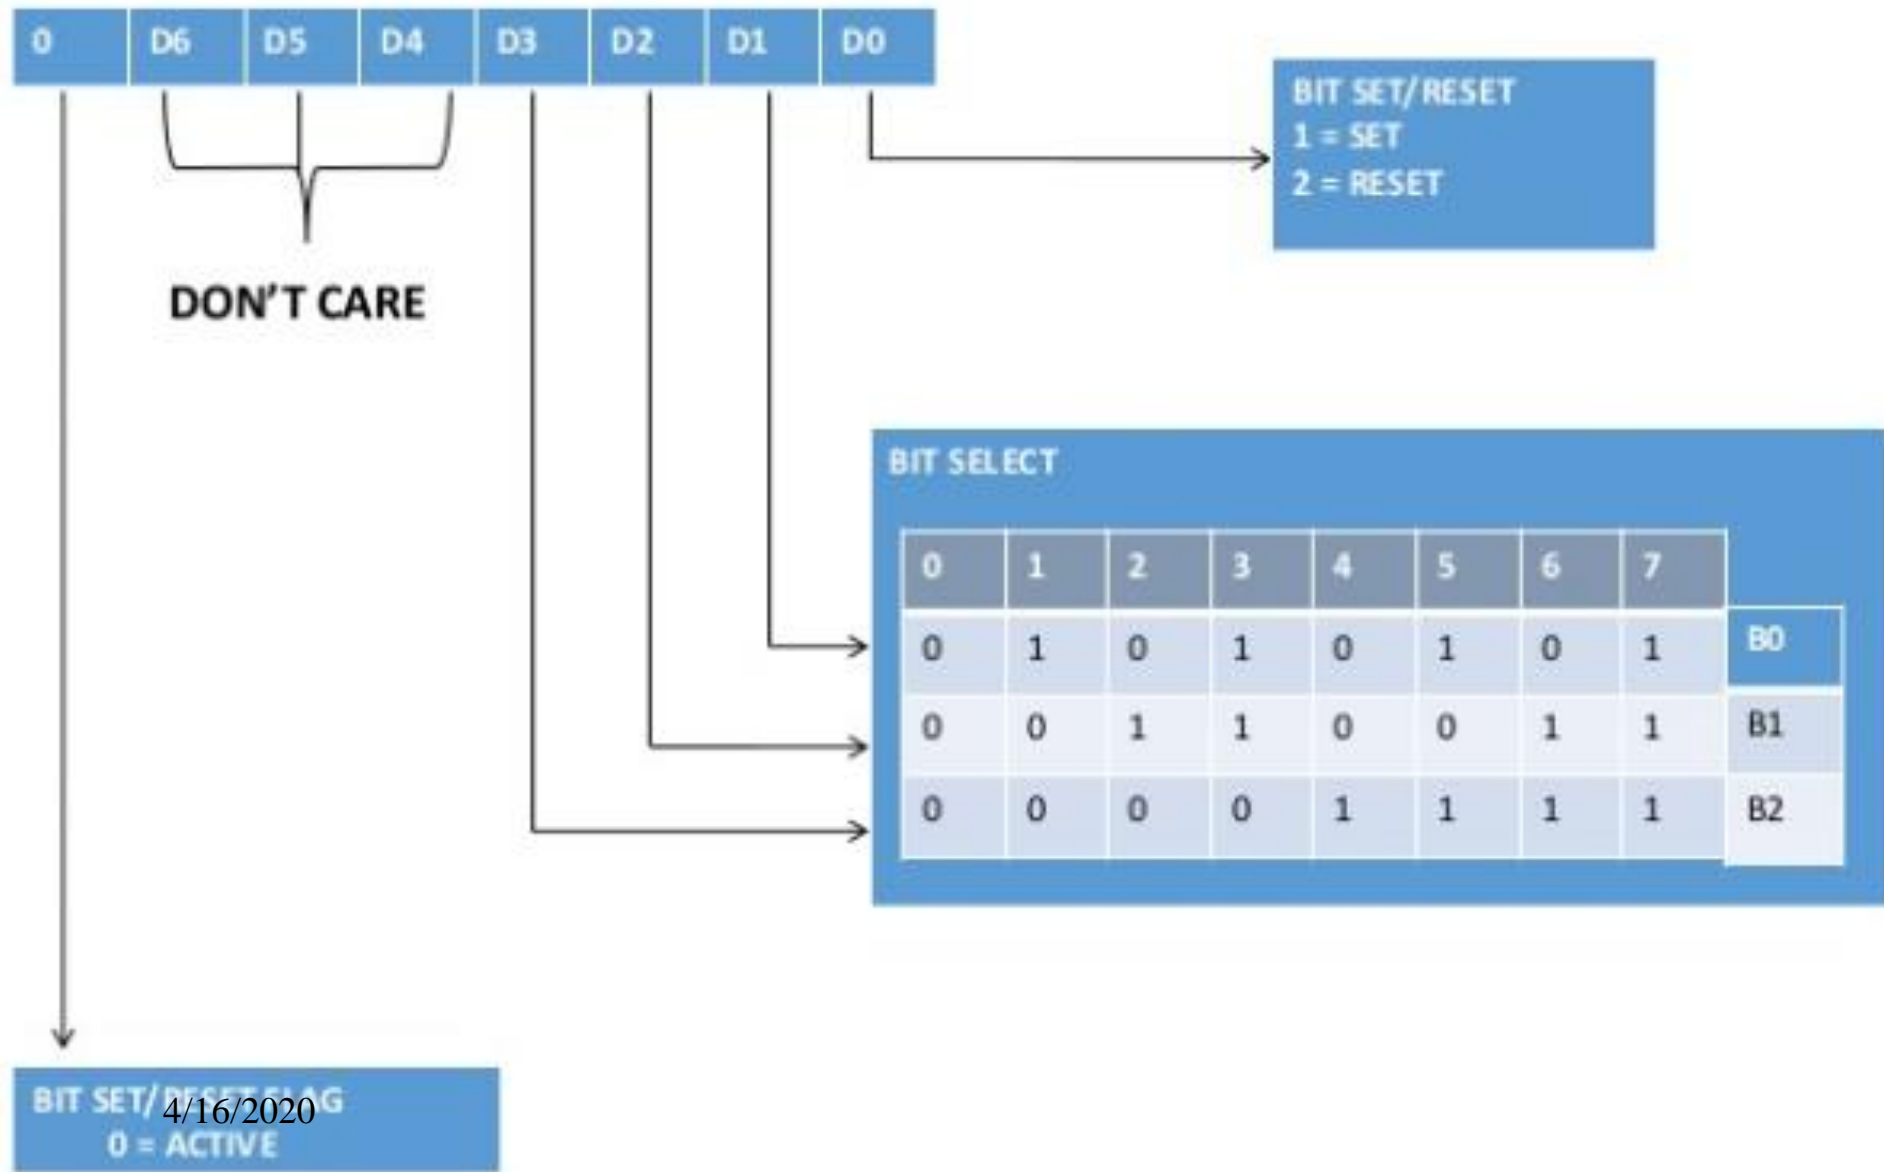 0 D6 D5 D4 D3 D2 D1 D0
BIT SET/RESET
1 = SET
2 = RESET
DON'T CARE
BIT SELECT
0 1 2 3 4 5 6 7
0 1 0 1 0 1 0 1 B0
0 0 1 1 0 0 1 1 B1
0 0 0 0 1 1 1 1 B2
BIT SET/RESET FLAG
4/16/2020
0 = ACTIVE